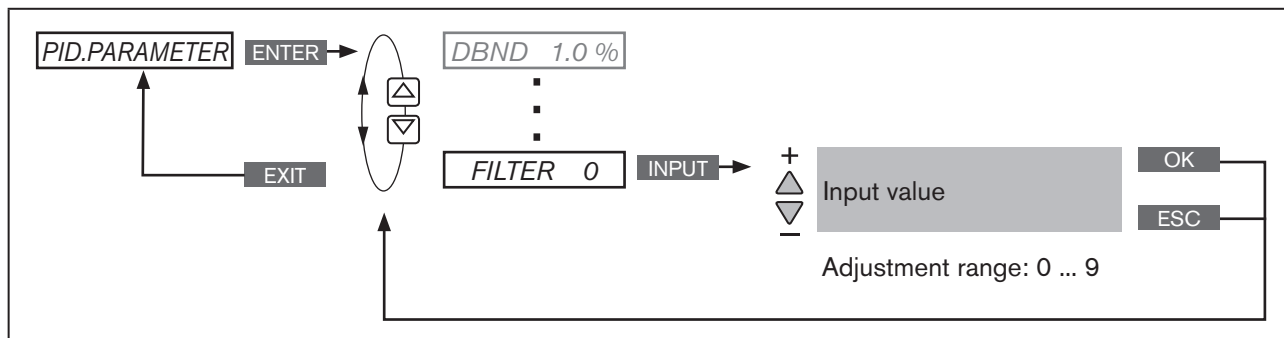 PID.PARAMETER ENTER
DBND 1.0 %
EXIT
FILTER 0 INPUT
+
Input value
–
OK
ESC
Adjustment range: 0 ... 9